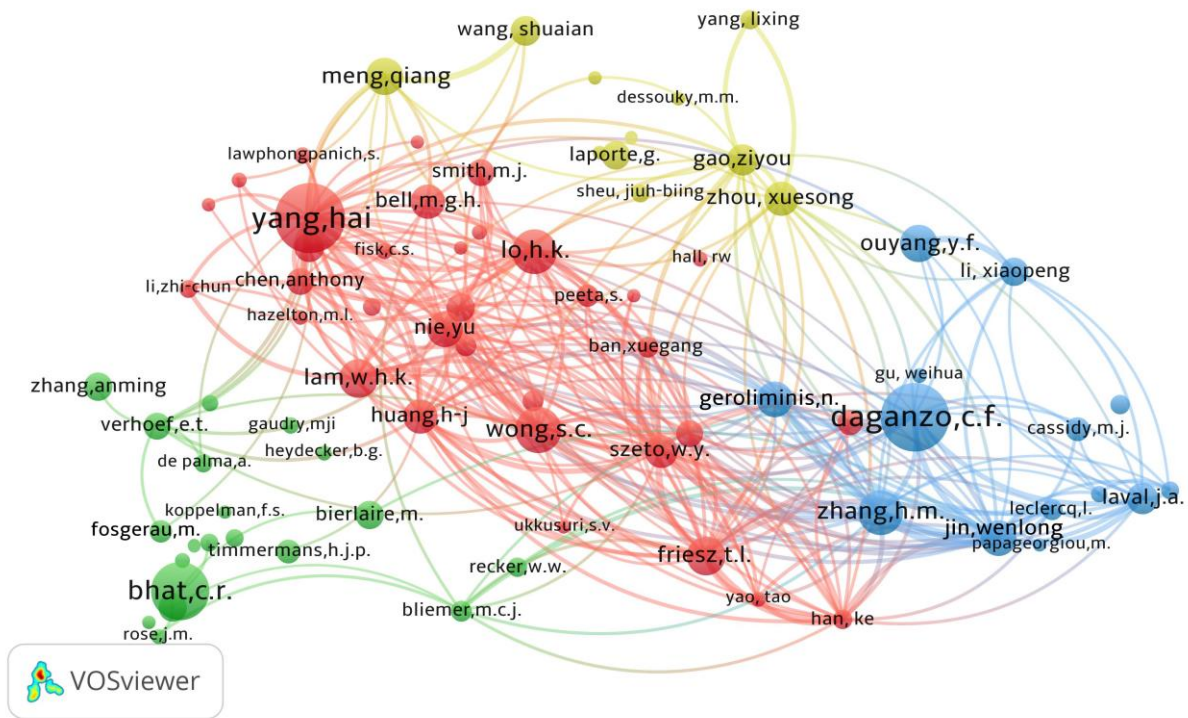 yang, lixing
wang, shuaian
meng,qiang
dessouky,m.m.
lawphongpanich,s.
laporte,g.
gao,ziyou
smith,m.j.
sheu, jiuh-biing
bell,m.g.h.
zhou, xuesong
yang,hai
ouyang,y.f.
fisk,c.s.
lo,h.k.
hall, rw
li, xiaopeng
chen,anthony
li,zhi-chun
peeta,s.
hazelton,m.l.
nie,yu
ban,xuegang
gu, weihua
lam,w.h.k.
zhang,anming
geroliminis,n.
huang,h-j
daganzo,c.f.
verhoef,e.t.
gaudry,mji
wong,s.c.
cassidy,m.j.
heydecker,b.g.
szeto,w.y.
de palma,a.
laval,j.a.
leclercq,l.
koppelman,f.s.
bierlaire,m.
zhang,h.m.
fosgerau,m.
ukkusuri,s.v.
jin,wenlong
papageorgiou,m.
timmermans,h.j.p.
friesz,t.l.
recker,w.w.
bhat,c.r.
yao, tao
bliemer,m.c.j.
han, ke
rose,j.m.
VOSviewer